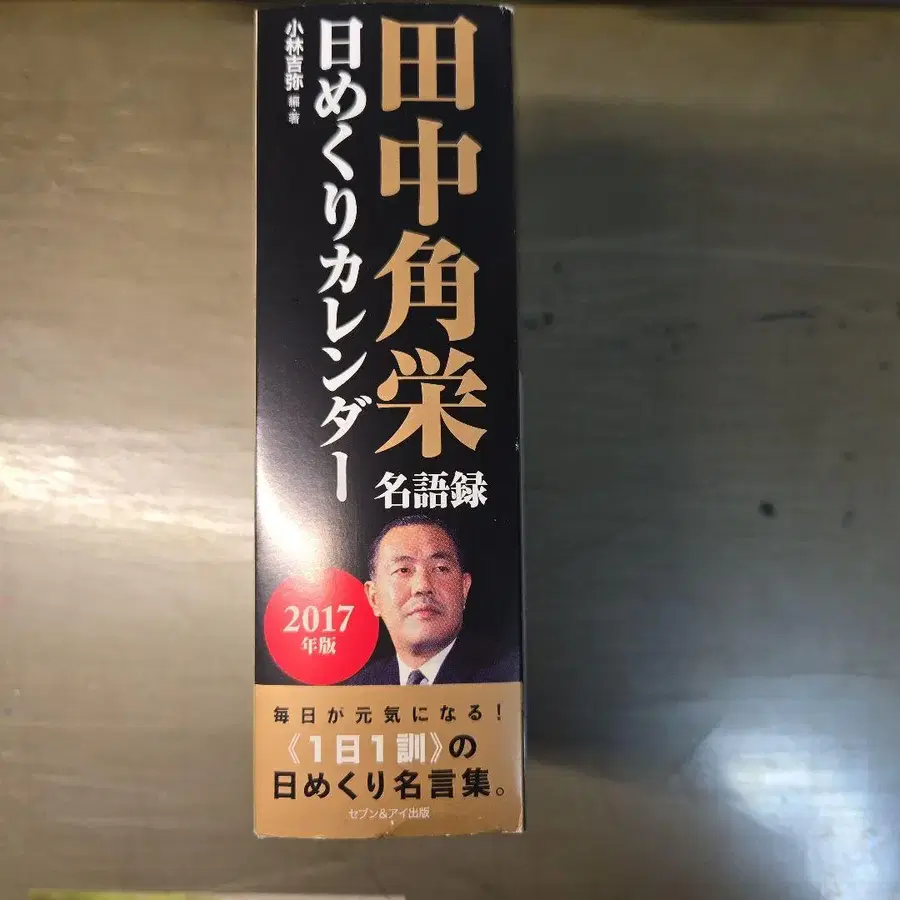 田中角栄
名語録
日めくりカレンダー
小林吉弥 編・著
2017
年版
毎日が元気になる!
《1日1訓》の
日めくり名言集。
セブン&アイ出版